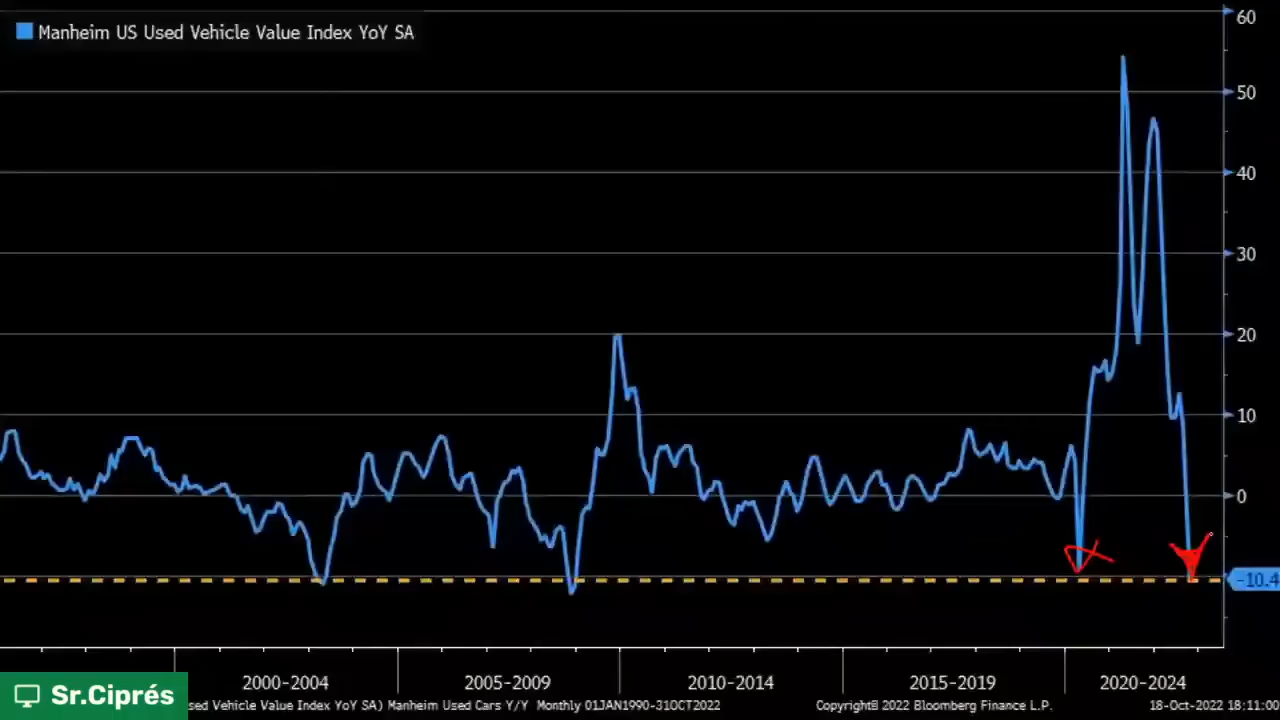 Manheim US Used Vehicle Value Index YoY SA
60
50
40
30
20
10
0
-10.4
2000-2004 2005-2009 2010-2014 2015-2019 2020-2024
Sr.Ciprés
sed Vehicle Value Index YoY SA) Manheim Used Cars Y/Y Monthly 01JAN1990-31OCT2022 Copyright© 2022 Bloomberg Finance L.P. 18-Oct-2022 18:11:00